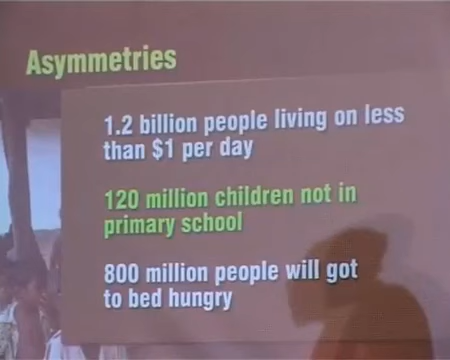 Asymmetries
1.2 billion people living on less
than $1 per day
120 million children not in
primary school
800 million people will got
to bed hungry